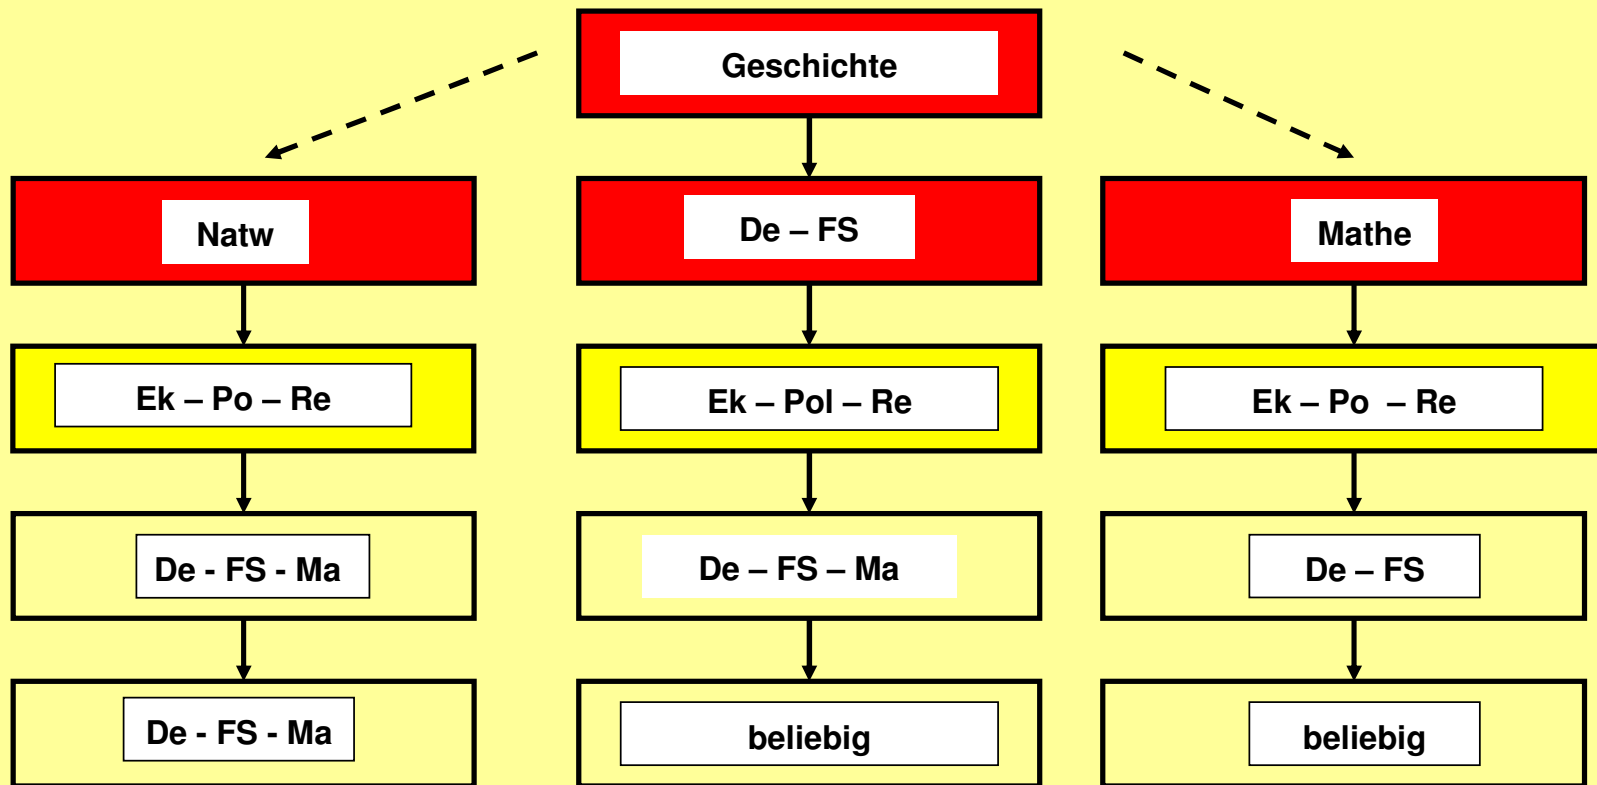 Geschichte
Natw
De – FS
Mathe
Ek – Po – Re
Ek – Pol – Re
Ek – Po – Re
De - FS - Ma
De – FS – Ma
De – FS
De - FS - Ma
beliebig
beliebig